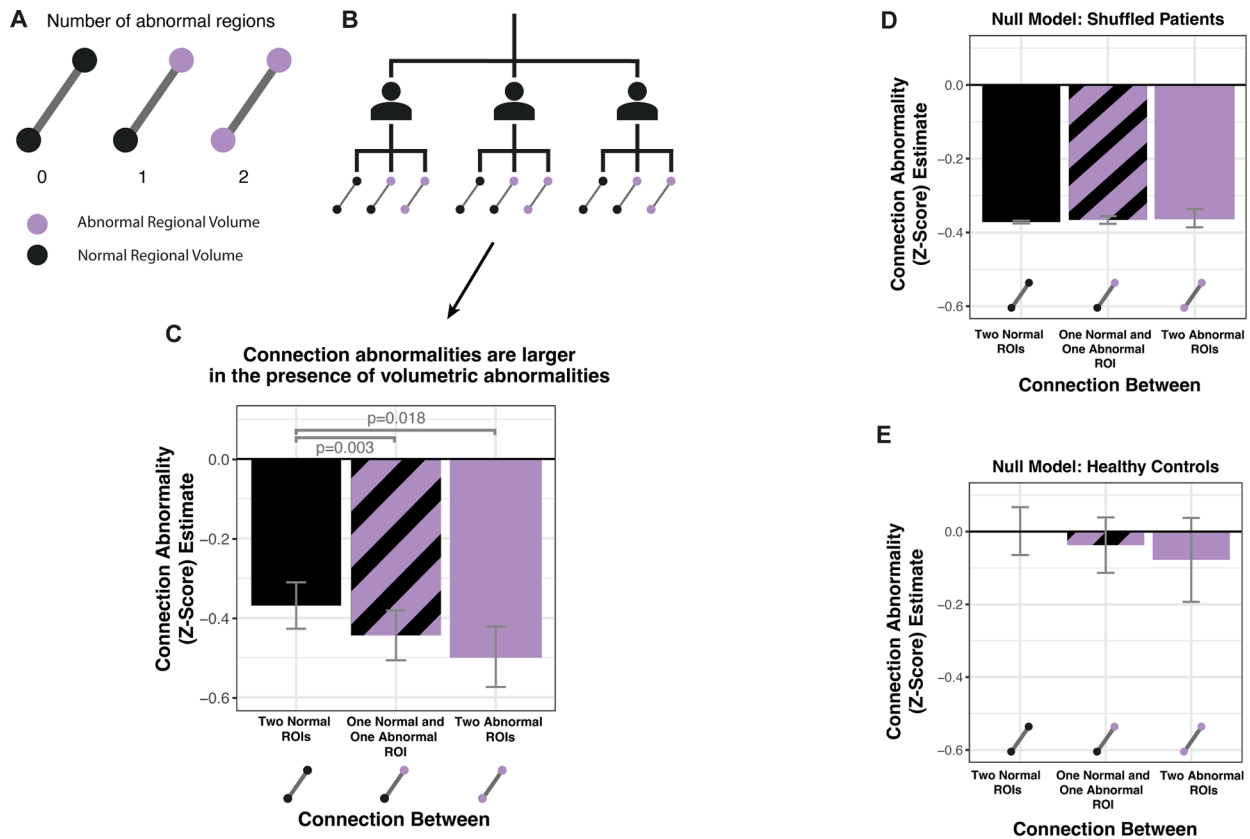 A
Number of abnormal regions
0
1
2
Abnormal Regional Volume
Normal Regional Volume
B
C
Connection abnormalities are larger
in the presence of volumetric abnormalities
p=0.018
p=0.003
Connection Abnormality
(Z-Score) Estimate
0.0
−0.2
−0.4
−0.6
Two Normal
ROIs
One Normal and
One Abnormal
ROI
Two Abnormal
ROIs
Connection Between
D
Null Model: Shuffled Patients
Connection Abnormality
(Z-Score) Estimate
0.0
−0.2
−0.4
−0.6
Two Normal
ROIs
One Normal and
One Abnormal
ROI
Two Abnormal
ROIs
Connection Between
E
Null Model: Healthy Controls
Connection Abnormality
(Z-Score) Estimate
0.0
−0.2
−0.4
−0.6
Two Normal
ROIs
One Normal and
One Abnormal
ROI
Two Abnormal
ROIs
Connection Between